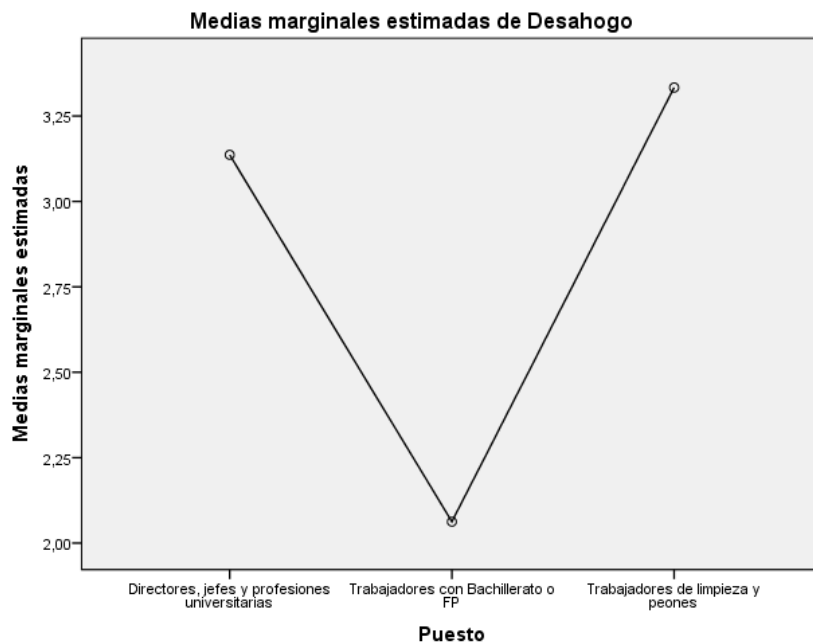 Medias marginales estimadas de Desahogo
Medias marginales estimadas
3,25
3,00
2,75
2,50
2,25
2,00
Directores, jefes y profesiones
universitarias
Trabajadores con Bachillerato o
FP
Trabajadores de limpieza y
peones
Puesto